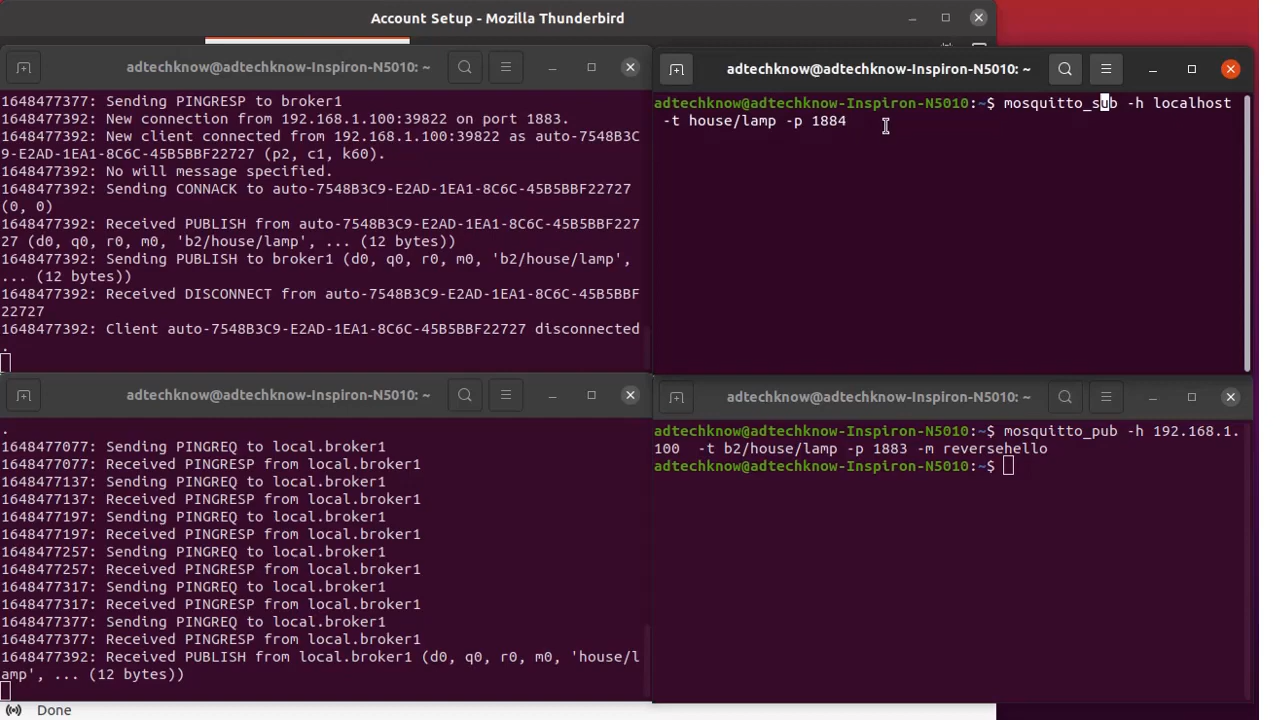 Account Setup - Mozilla Thunderbird
adtechknow@adtechknow-Inspiron-N5010: ~
1648477377: Sending PINGRESP to broker1
1648477392: New connection from 192.168.1.100:39822 on port 1883.
1648477392: New client connected from 192.168.1.100:39822 as auto-7548B3C
9-E2AD-1EA1-8C6C-45B5BBF22727 (p2, c1, k60).
1648477392: No will message specified.
1648477392: Sending CONNACK to auto-7548B3C9-E2AD-1EA1-8C6C-45B5BBF22727
(0, 0)
1648477392: Received PUBLISH from auto-7548B3C9-E2AD-1EA1-8C6C-45B5BBF227
27 (d0, q0, r0, m0, 'b2/house/lamp', ... (12 bytes))
1648477392: Sending PUBLISH to broker1 (d0, q0, r0, m0, 'b2/house/lamp',
... (12 bytes))
1648477392: Received DISCONNECT from auto-7548B3C9-E2AD-1EA1-8C6C-45B5BBF
22727
1648477392: Client auto-7548B3C9-E2AD-1EA1-8C6C-45B5BBF22727 disconnected
.
adtechknow@adtechknow-Inspiron-N5010: ~
adtechknow@adtechknow-Inspiron-N5010:~$ mosquitto_sub -h localhost
-t house/lamp -p 1884
adtechknow@adtechknow-Inspiron-N5010: ~
.
1648477077: Sending PINGREQ to local.broker1
1648477077: Received PINGRESP from local.broker1
1648477137: Sending PINGREQ to local.broker1
1648477137: Received PINGRESP from local.broker1
1648477197: Sending PINGREQ to local.broker1
1648477197: Received PINGRESP from local.broker1
1648477257: Sending PINGREQ to local.broker1
1648477257: Received PINGRESP from local.broker1
1648477317: Sending PINGREQ to local.broker1
1648477317: Received PINGRESP from local.broker1
1648477377: Sending PINGREQ to local.broker1
1648477377: Received PINGRESP from local.broker1
1648477392: Received PUBLISH from local.broker1 (d0, q0, r0, m0, 'house/l
amp', ... (12 bytes))
adtechknow@adtechknow-Inspiron-N5010: ~
adtechknow@adtechknow-Inspiron-N5010:~$ mosquitto_pub -h 192.168.1.
100  -t b2/house/lamp -p 1883 -m reversehello
adtechknow@adtechknow-Inspiron-N5010:~$
Done